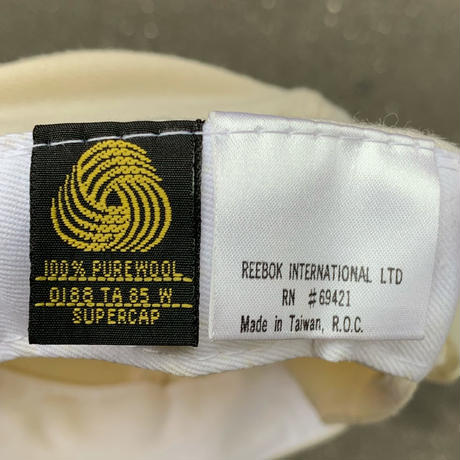 100% PUREWOOL
0188 TA 85 W
SUPERCAP
REEBOK INTERNATIONAL LTD
RN #69421
Made in Taiwan, R.O.C.